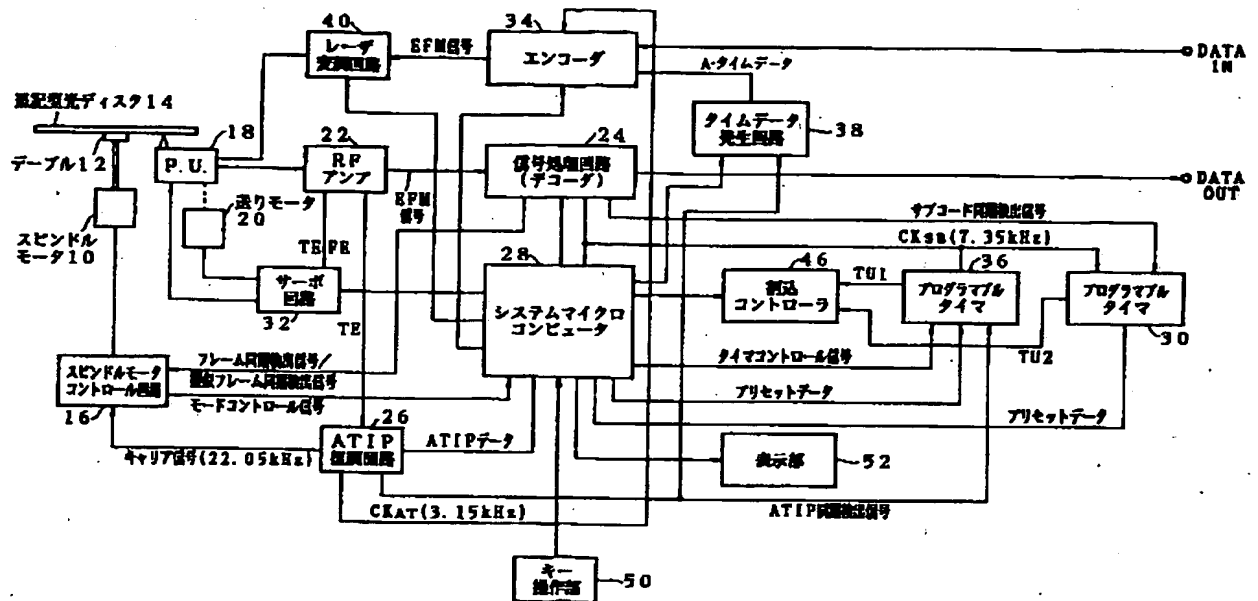 40
レーザ
変調回路
EFM信号
34
エンコーダ
DATA
IN
A-タイムデータ
追記型光ディスク14
18
P.U.
22
RF
アンプ
EFM
信号
24
信号処理回路
(デコーダ)
タイムデータ
発生回路
38
DATA
OUT
テーブル12
送りモータ
20
スピンドル
モータ10
TE
FE
サーボ
回路
32
TE
28
システムマイクロ
コンピュータ
サブコード同期検出信号
CKSB(7.35kHz)
46
割込
コントローラ
TU1
36
プログラマブル
タイマ
プログラマブル
タイマ
30
TU2
タイマコントロール信号
プリセットデータ
プリセットデータ
フレーム同期検出信号/
フレーム同期検出信号
モードコントロール信号
スピンドルモータ
コントロール回路
16
26
ATIP
復調回路
ATIPデータ
キャリア信号(22.05kHz)
表示部
52
CKAT(3.15kHz)
ATIP同期検出信号
キー
操作部
50